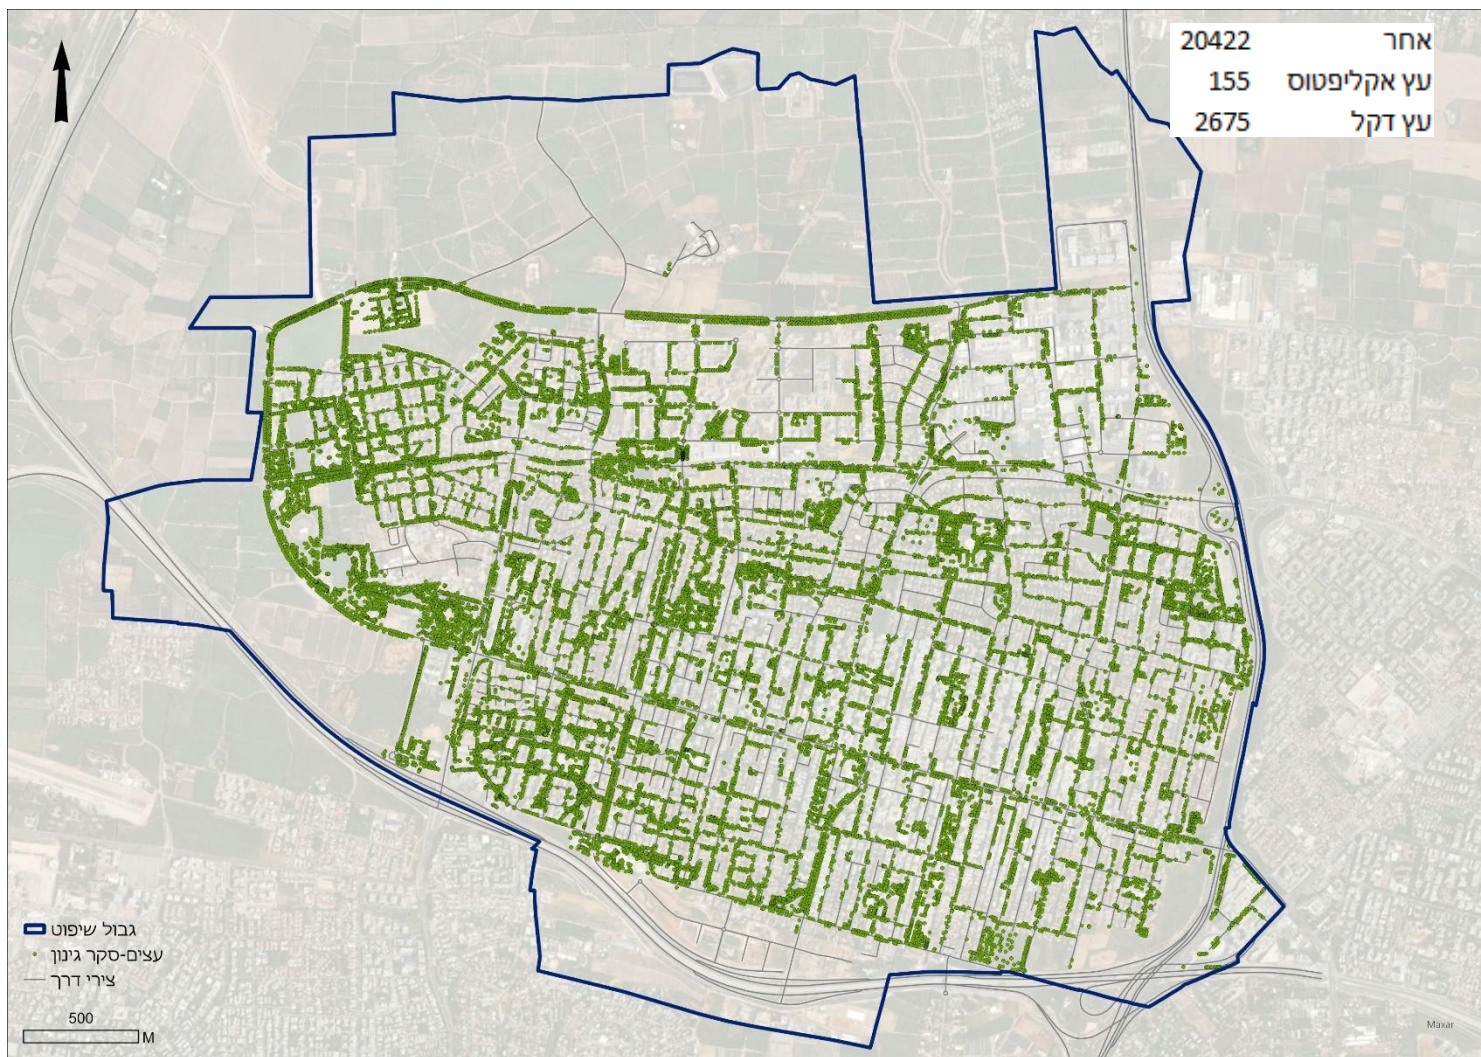 אחר 20422
עץ אקליפטוס 155
עץ דקל 2675
גבול שיפוט
עצים-סקר גינון
צירי דרך
500
M
Maxar